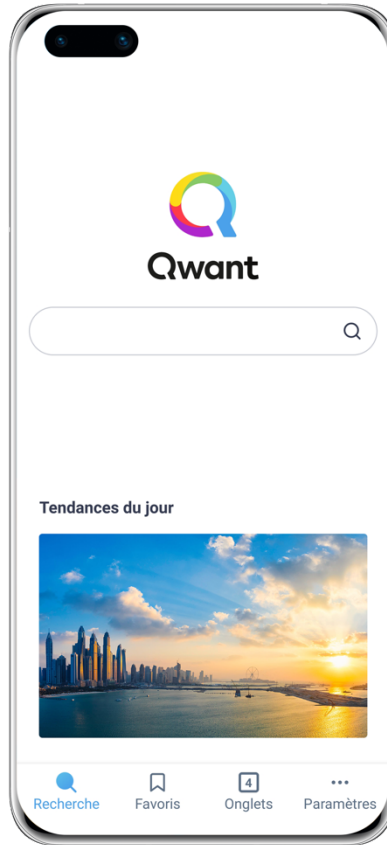 Qwant
Tendances du jour
4
Recherche
Favoris
Onglets
Paramètres